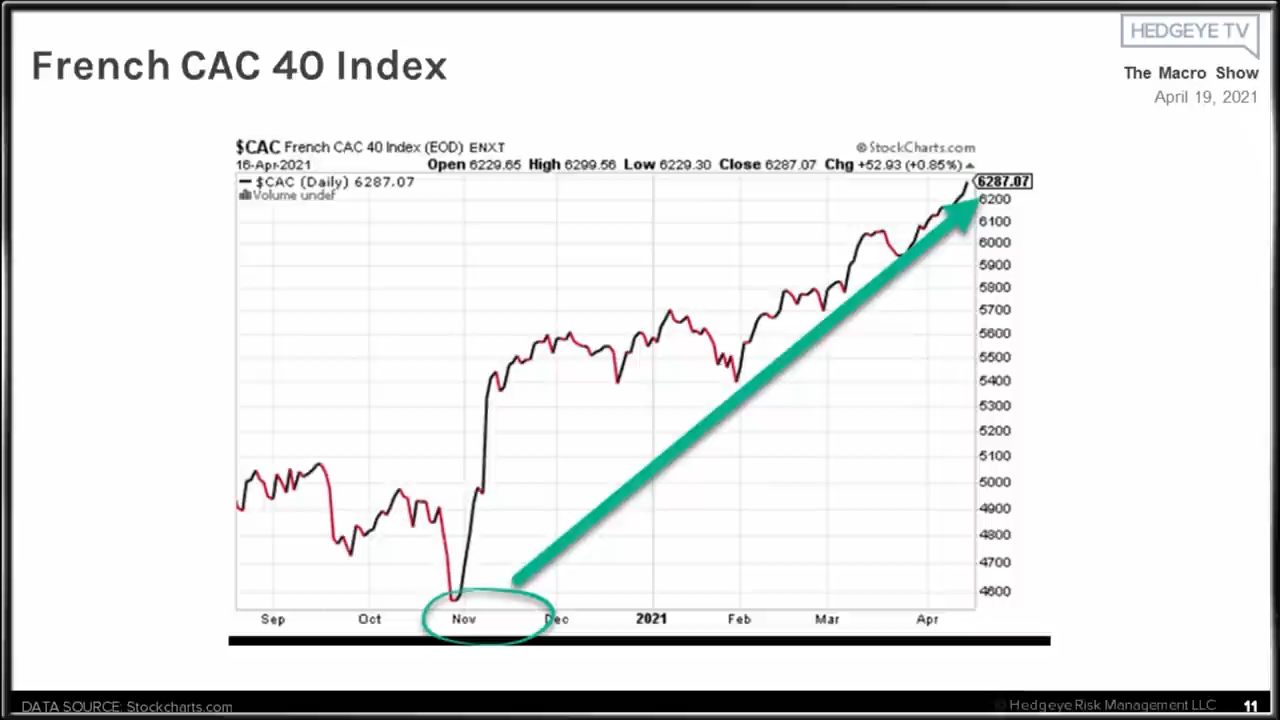 HEDGEYE TV
French CAC 40 Index
The Macro Show
April 19, 2021
$CAC French CAC 40 Index (EOD) ENXT
© StockCharts.com
16-Apr-2021 Open 6229.65 High 6299.56 Low 6229.30 Close 6287.07 Chg +52.93 (+0.85%)
$CAC (Daily) 6287.07
Volume undef
6287.07
6200
6100
6000
5900
5800
5700
5600
5500
5400
5300
5200
5100
5000
4900
4800
4700
4600
Sep Oct Nov Dec 2021 Feb Mar Apr
DATA SOURCE: Stockcharts.com
© Hedgeye Risk Management LLC 11